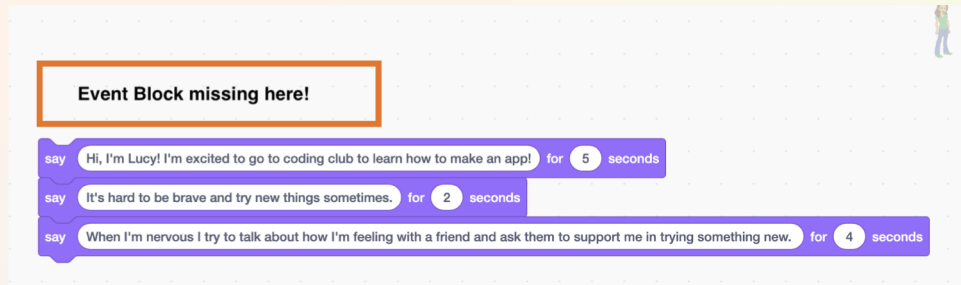 Event Block missing here!
say Hi, I'm Lucy! I'm excited to go to coding club to learn how to make an app! for 5 seconds
say It's hard to be brave and try new things sometimes. for 2 seconds
say When I'm nervous I try to talk about how I'm feeling with a friend and ask them to support me in trying something new. for 4 seconds